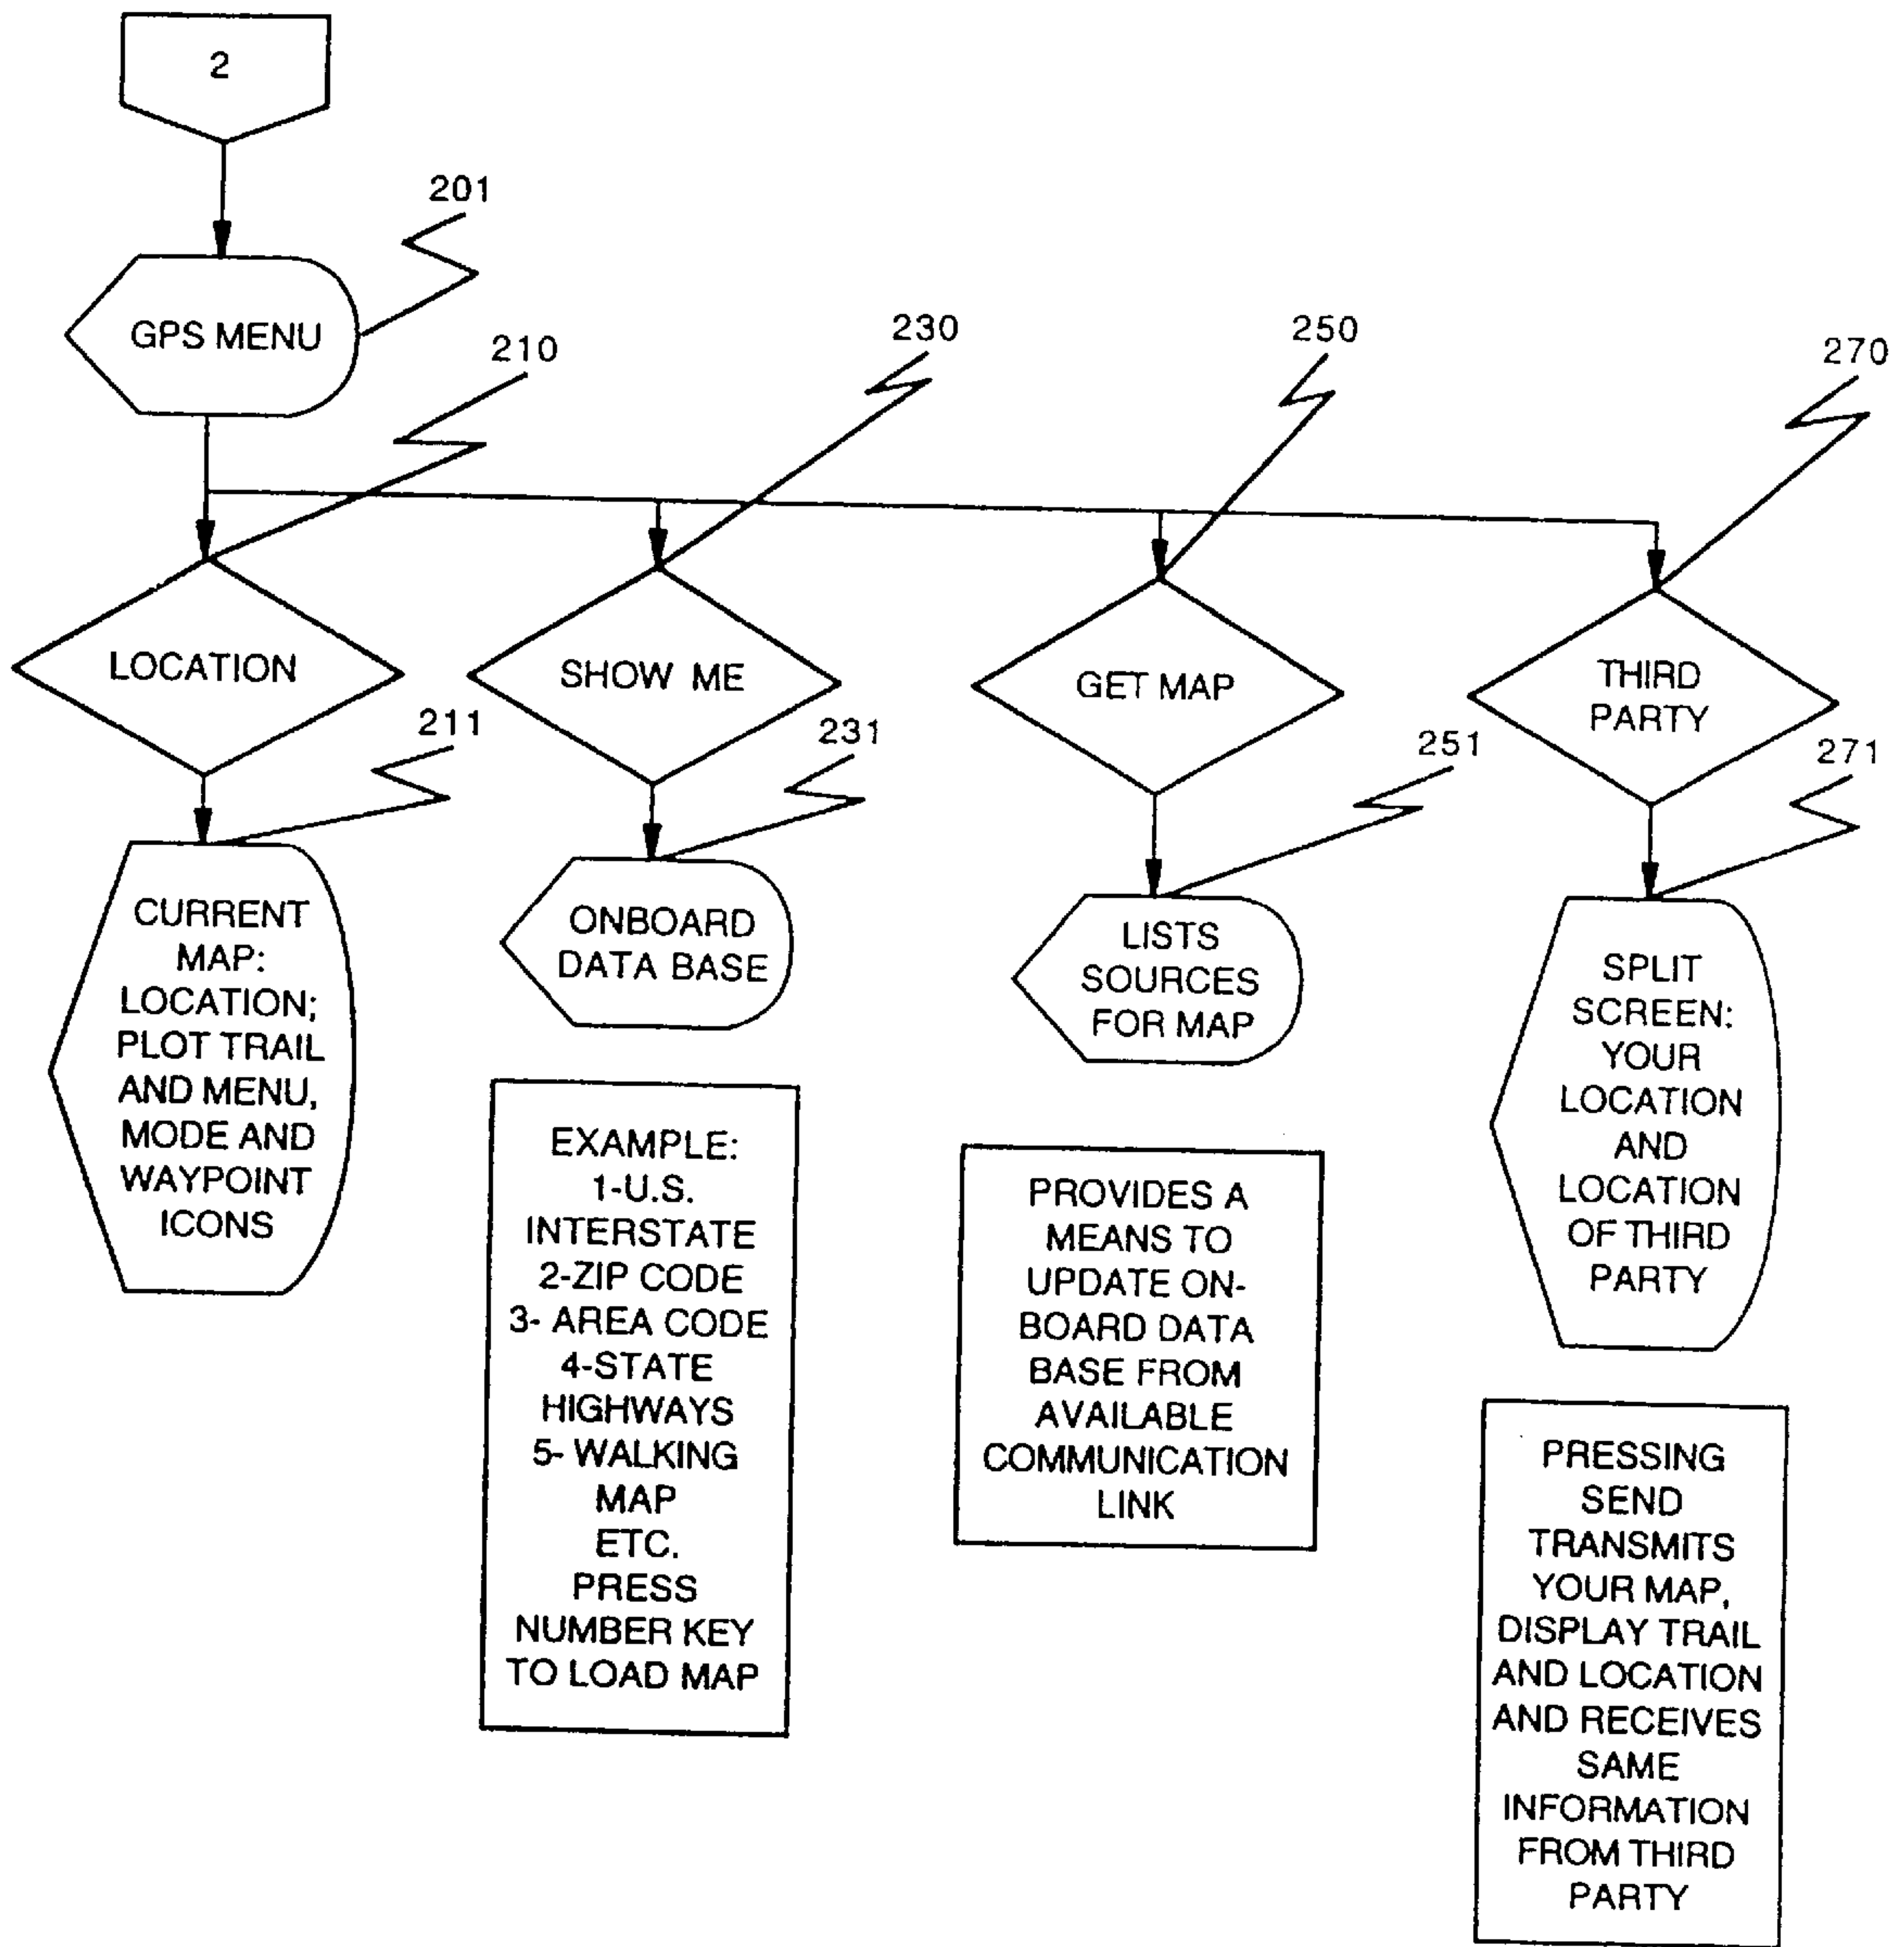 2
201
GPS MENU
210
230
250
270
LOCATION
SHOW ME
GET MAP
THIRD
PARTY
211
231
251
271
CURRENT
MAP:
LOCATION;
PLOT TRAIL
AND MENU,
MODE AND
WAYPOINT
ICONS
ONBOARD
DATA BASE
LISTS
SOURCES
FOR MAP
SPLIT
SCREEN:
YOUR
LOCATION
AND
LOCATION
OF THIRD
PARTY
EXAMPLE:
1-U.S.
INTERSTATE
2-ZIP CODE
3- AREA CODE
4-STATE
HIGHWAYS
5- WALKING
MAP
ETC.
PRESS
NUMBER KEY
TO LOAD MAP
PROVIDES A
MEANS TO
UPDATE ON-
BOARD DATA
BASE FROM
AVAILABLE
COMMUNICATION
LINK
PRESSING
SEND
TRANSMITS
YOUR MAP,
DISPLAY TRAIL
AND LOCATION
AND RECEIVES
SAME
INFORMATION
FROM THIRD
PARTY